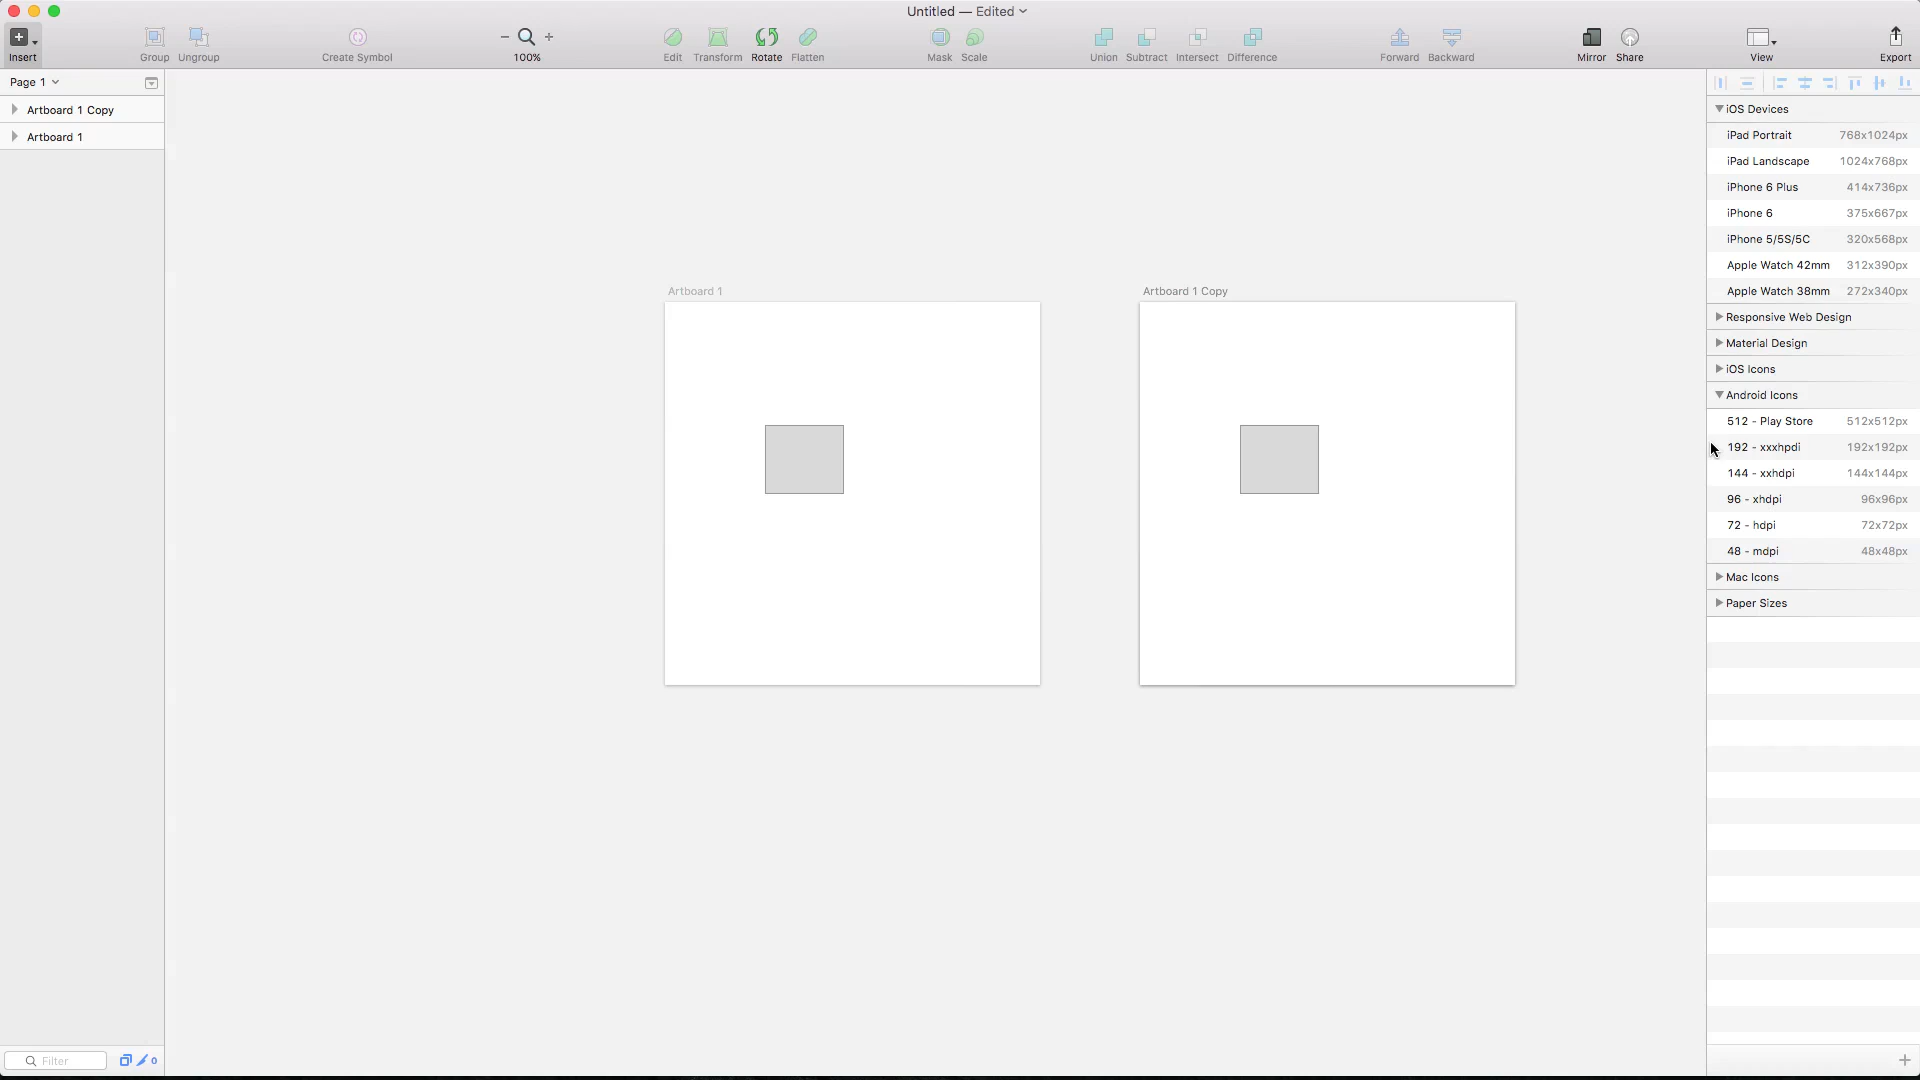 Untitled — Edited
Insert
Group
Ungroup
Create Symbol
100%
Edit
Transform
Rotate
Flatten
Mask
Scale
Union
Subtract
Intersect
Difference
Forward
Backward
Mirror
Share
View
Export
Page 1
Artboard 1 Copy
Artboard 1
Artboard 1
Artboard 1 Copy
iOS Devices
iPad Portrait 768x1024px
iPad Landscape 1024x768px
iPhone 6 Plus 414x736px
iPhone 6 375x667px
iPhone 5/5S/5C 320x568px
Apple Watch 42mm 312x390px
Apple Watch 38mm 272x340px
Responsive Web Design
Material Design
iOS Icons
Android Icons
512 - Play Store 512x512px
192 - xxxhpdi 192x192px
144 - xxhdpi 144x144px
96 - xhdpi 96x96px
72 - hdpi 72x72px
48 - mdpi 48x48px
Mac Icons
Paper Sizes
Filter
0